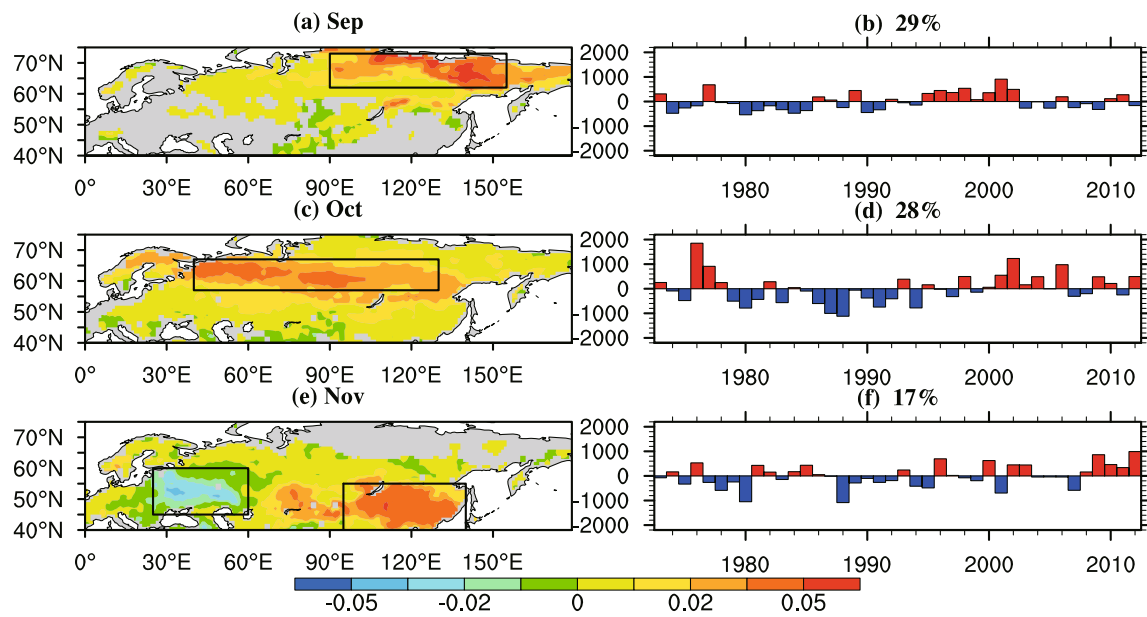 (a) Sep
(b) 29%
70°N
60°N
50°N
40°N
0° 30°E 60°E 90°E 120°E 150°E
2000
1000
0
-1000
-2000
1980 1990 2000 2010
(c) Oct
(d) 28%
70°N
60°N
50°N
40°N
0° 30°E 60°E 90°E 120°E 150°E
2000
1000
0
-1000
-2000
1980 1990 2000 2010
(e) Nov
(f) 17%
70°N
60°N
50°N
40°N
0° 30°E 60°E 90°E 120°E 150°E
2000
1000
0
-1000
-2000
1980 1990 2000 2010
-0.05 -0.02 0 0.02 0.05